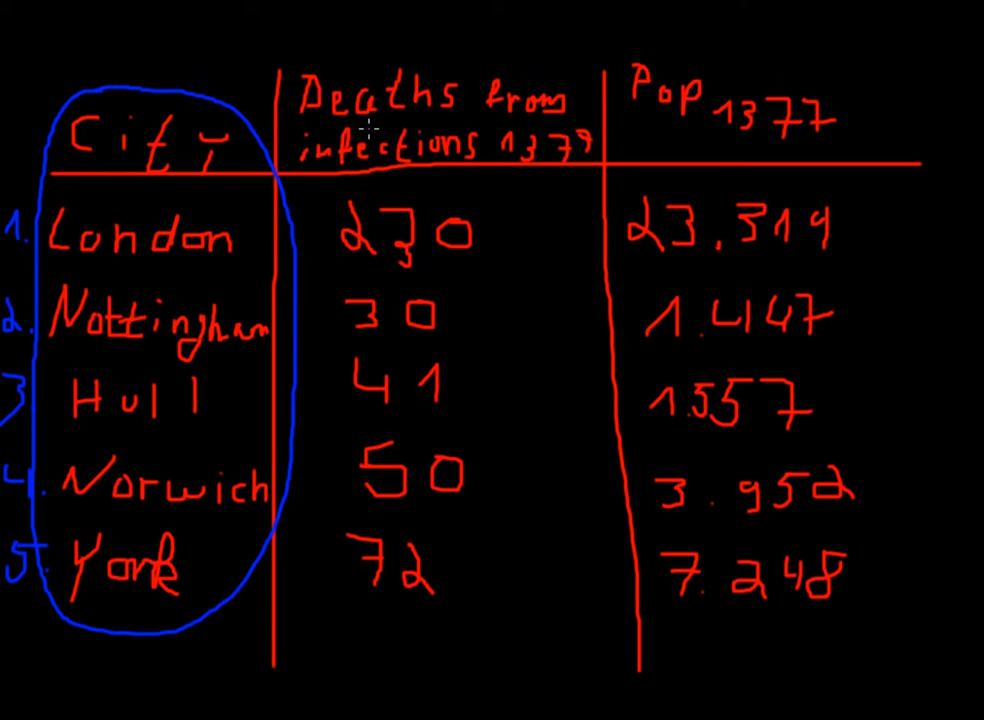 City Deaths from infections 1377 Pop 1377
1. London 230 23.319
2. Nottingham 30 1.447
3 Hull 41 1.557
4. Norwich 50 3.952
5. York 72 7.248